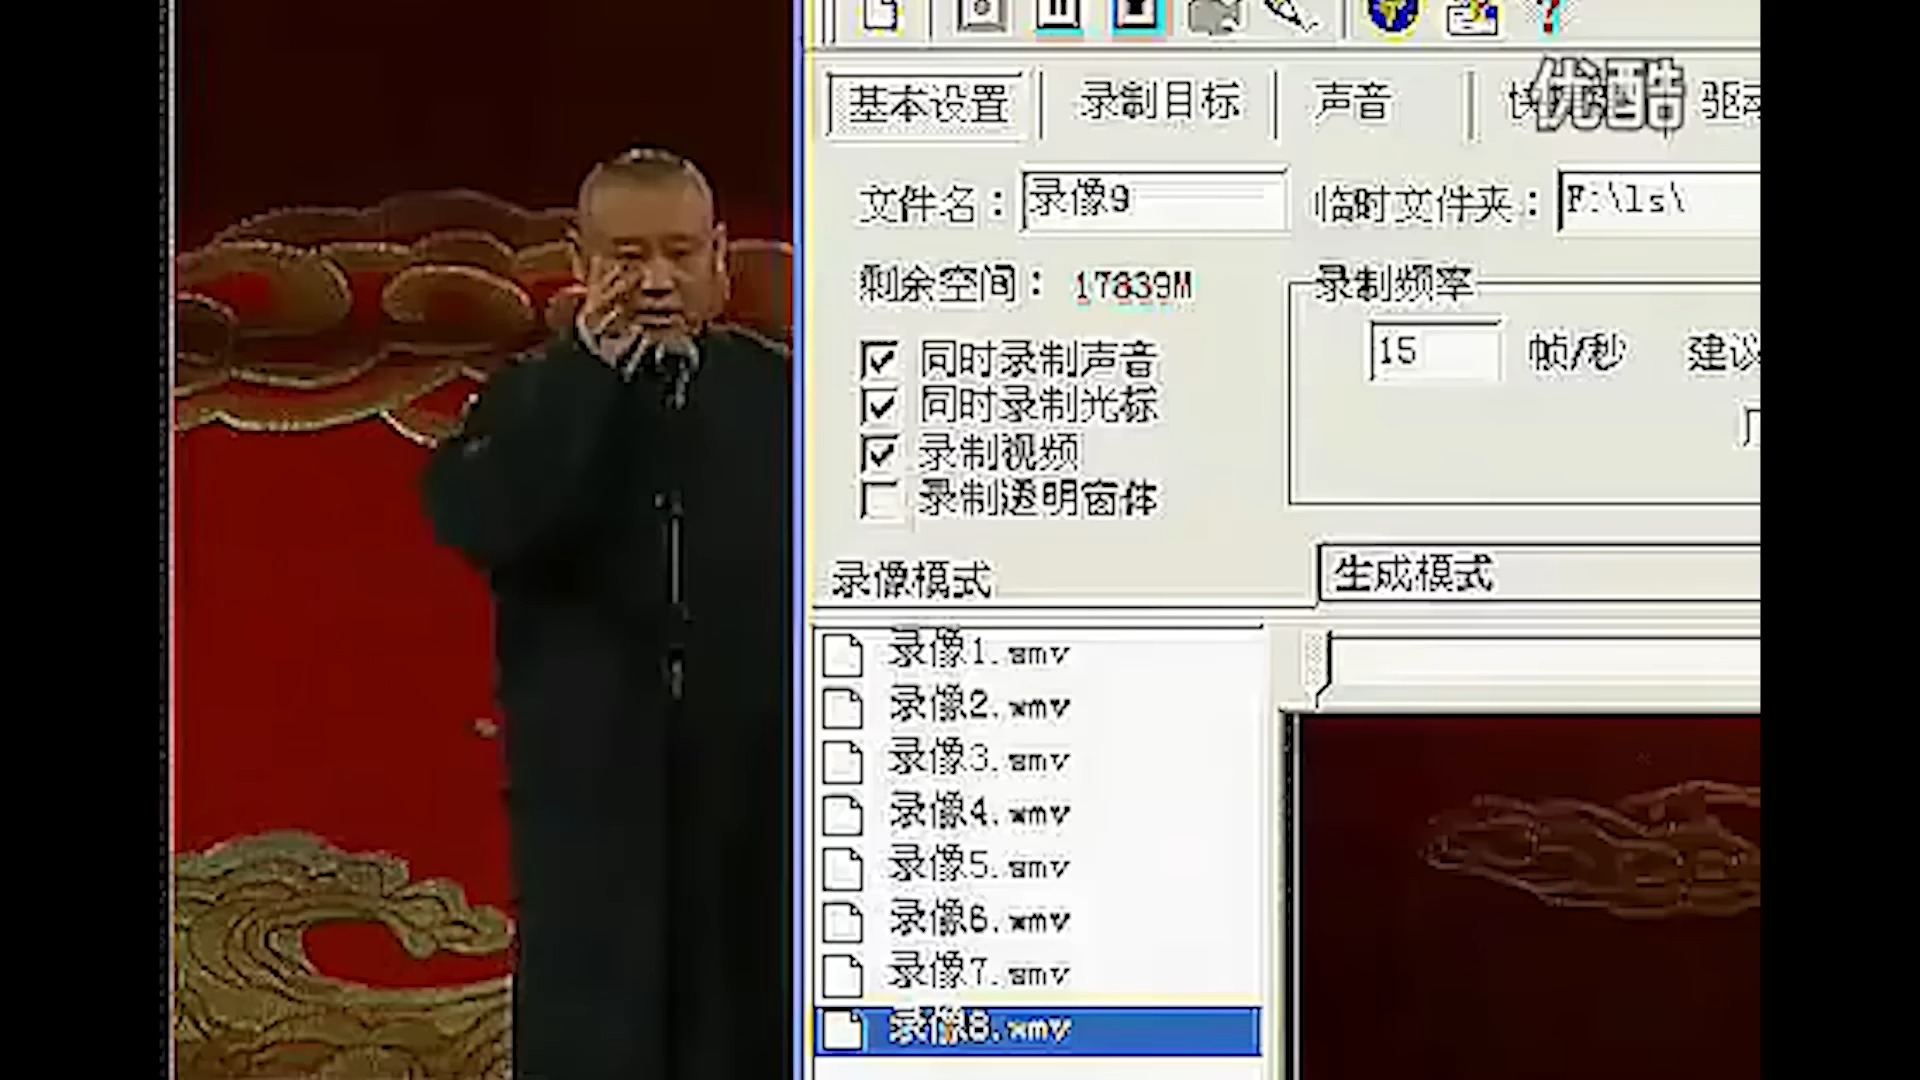 优酷
基本设置 录制目标 声音 驱动
文件名： 录像9 临时文件夹： F:\ls\
剩余空间： 17839M 录制频率
15 帧/秒 建议
同时录制声音
同时录制光标
录制视频
录制透明窗体
录像模式 生成模式
录像1.wmv
录像2.wmv
录像3.wmv
录像4.wmv
录像5.wmv
录像6.wmv
录像7.wmv
录像8.wmv